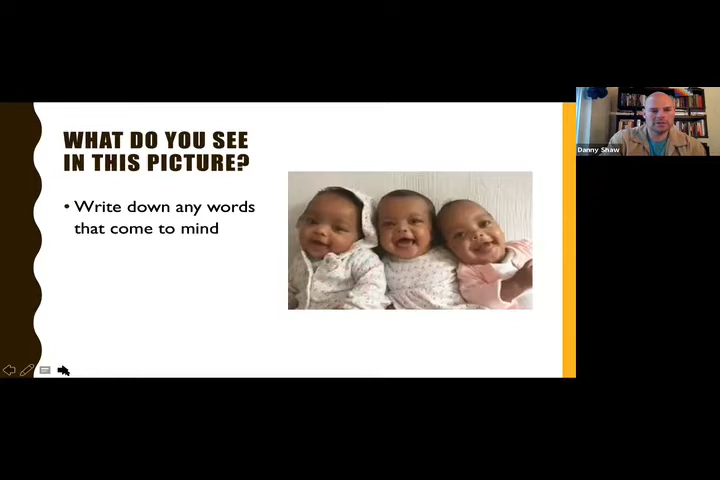 WHAT DO YOU SEE
IN THIS PICTURE?
• Write down any words
that come to mind
Danny Shaw